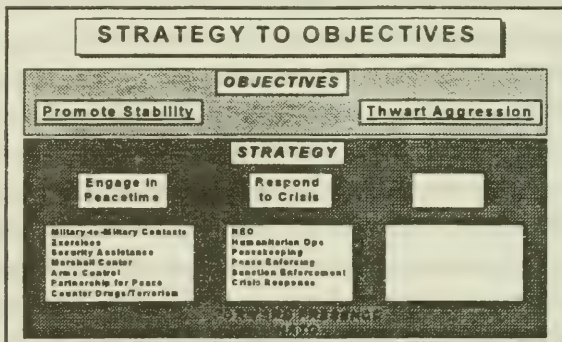 STRATEGY TO OBJECTIVES
OBJECTIVES
Promote Stability
Thwart Aggression
STRATEGY
Engage in
Peacetime
Respond
to Crisis
Military-to-Military Contacts
Exercises
Security Assistance
Marshall Center
Arms Control
Partnership for Peace
Counter Drugs/Terrorism
NEO
Humanitarian Ops
Peacekeeping
Peace Enforcing
Sanction Enforcement
Crisis Response